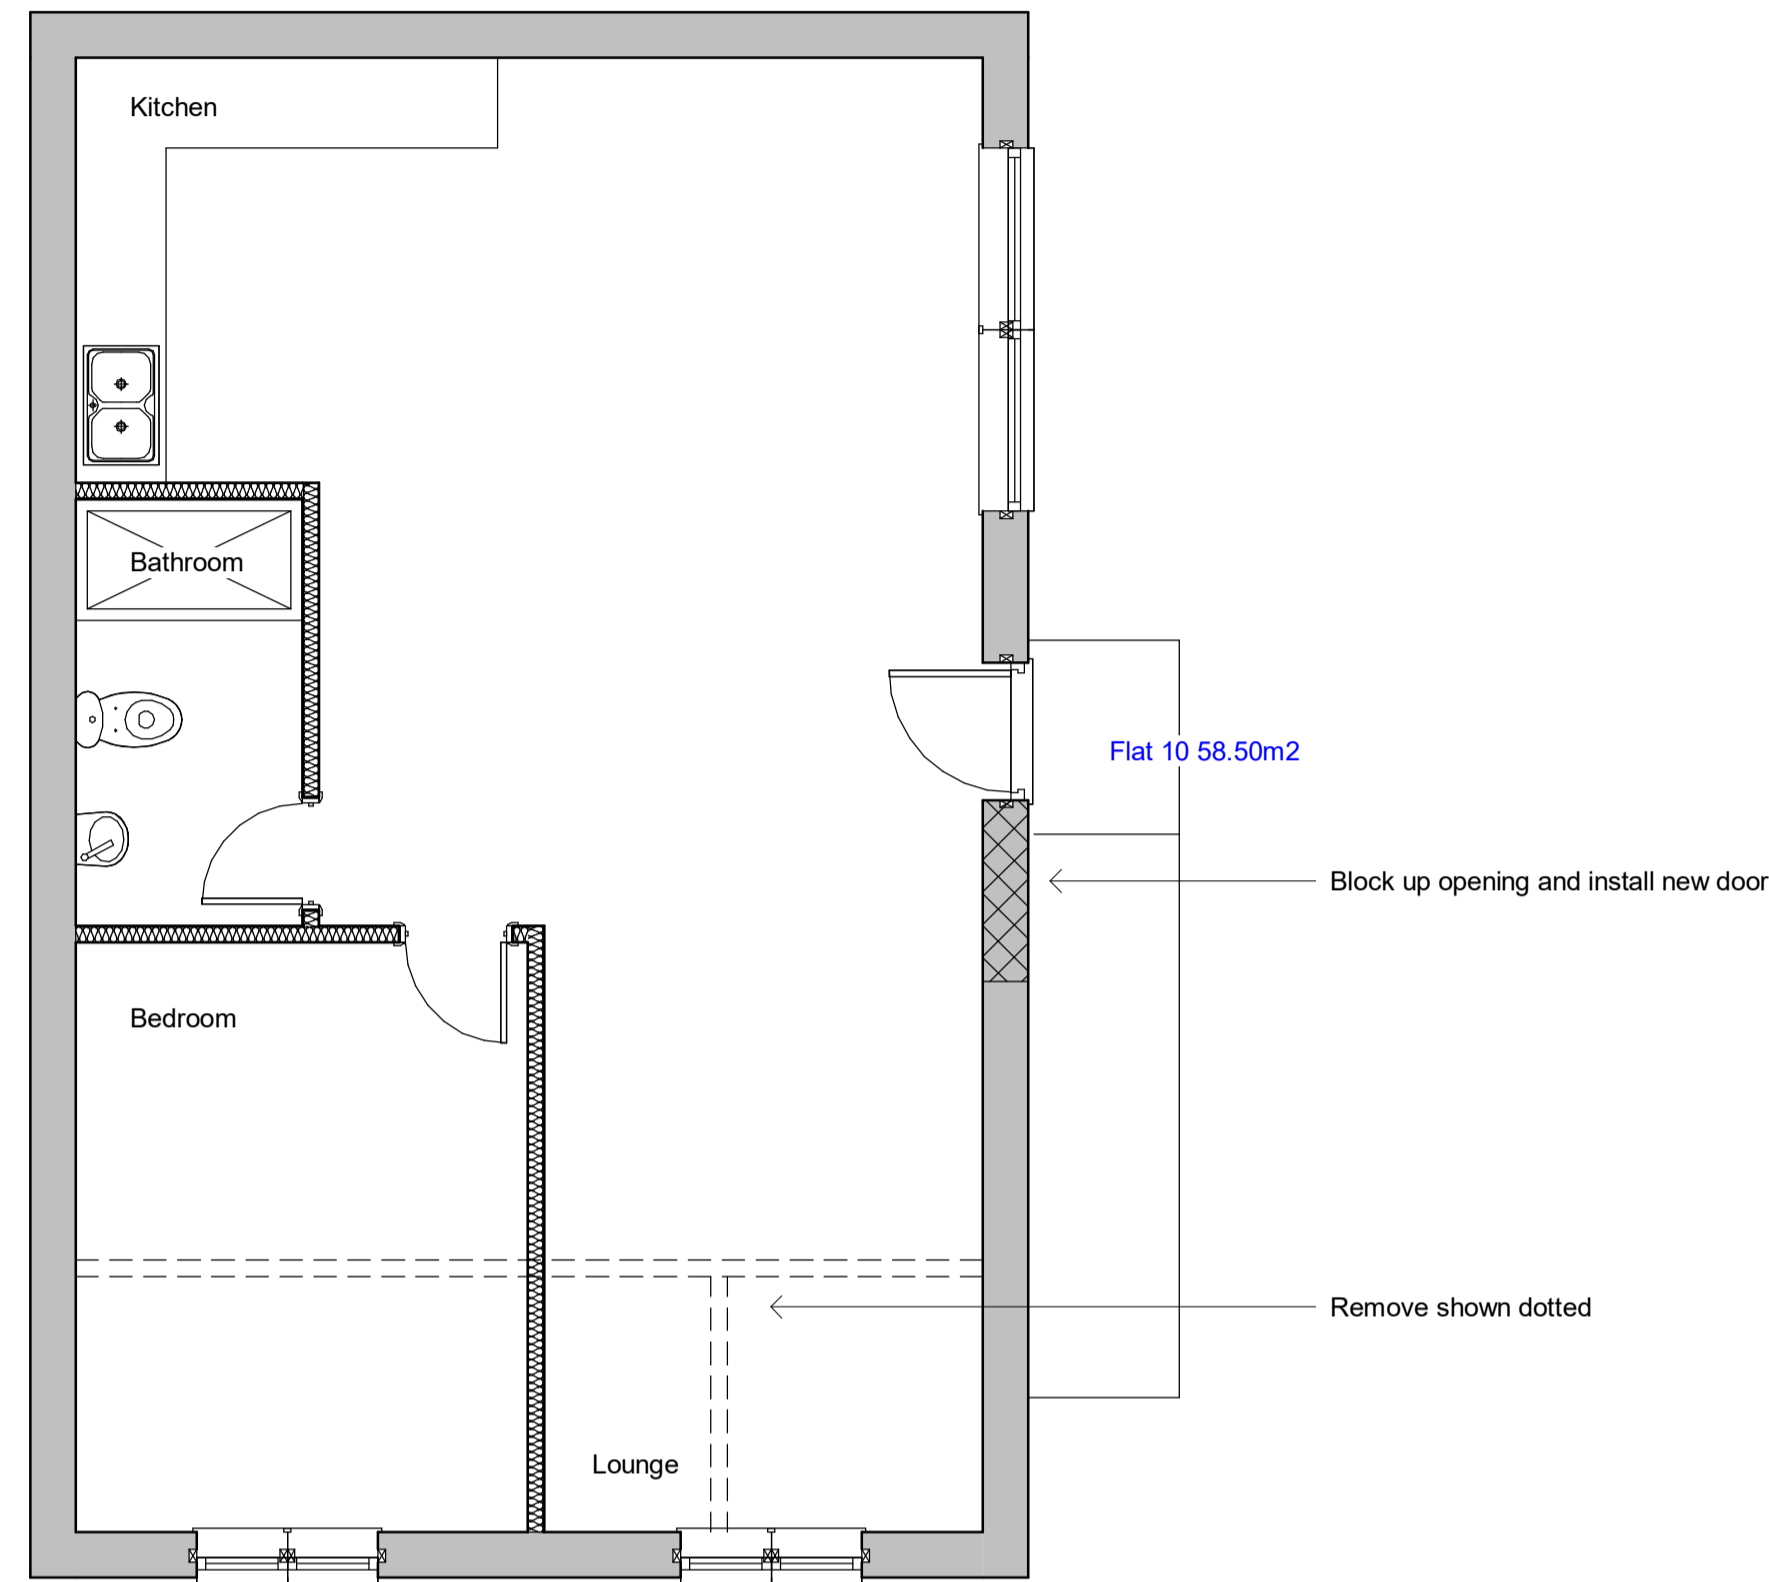 Kitchen
Bathroom
Flat 10 58.50m2
Block up opening and install new door
Bedroom
Remove shown dotted
Lounge